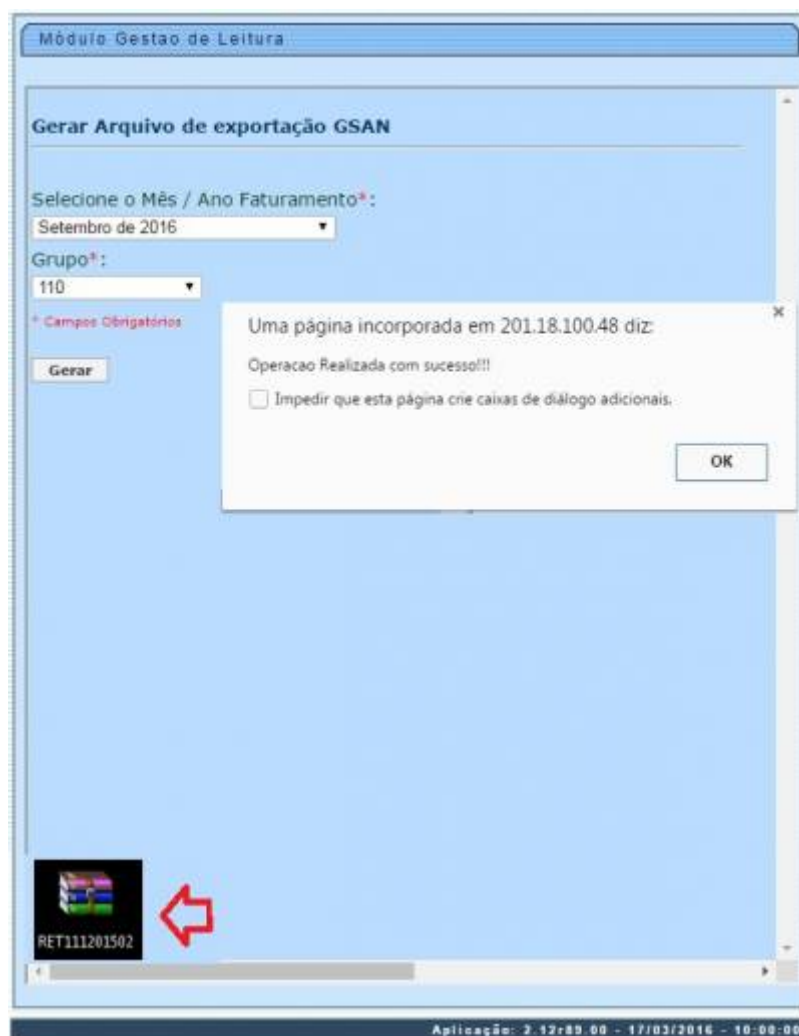 Módulo Gestao de Leitura
Gerar Arquivo de exportação GSAN
Selecione o Mês / Ano Faturamento*:
Setembro de 2016
Grupo*:
110
* Campos Obrigatórios
Gerar
Uma página incorporada em 201.18.100.48 diz:
Operacao Realizada com sucesso!!!
Impedir que esta página crie caixas de diálogo adicionais.
OK
RET111201502
Aplicação: 2.12r89.00 - 17/03/2016 - 10:00:00